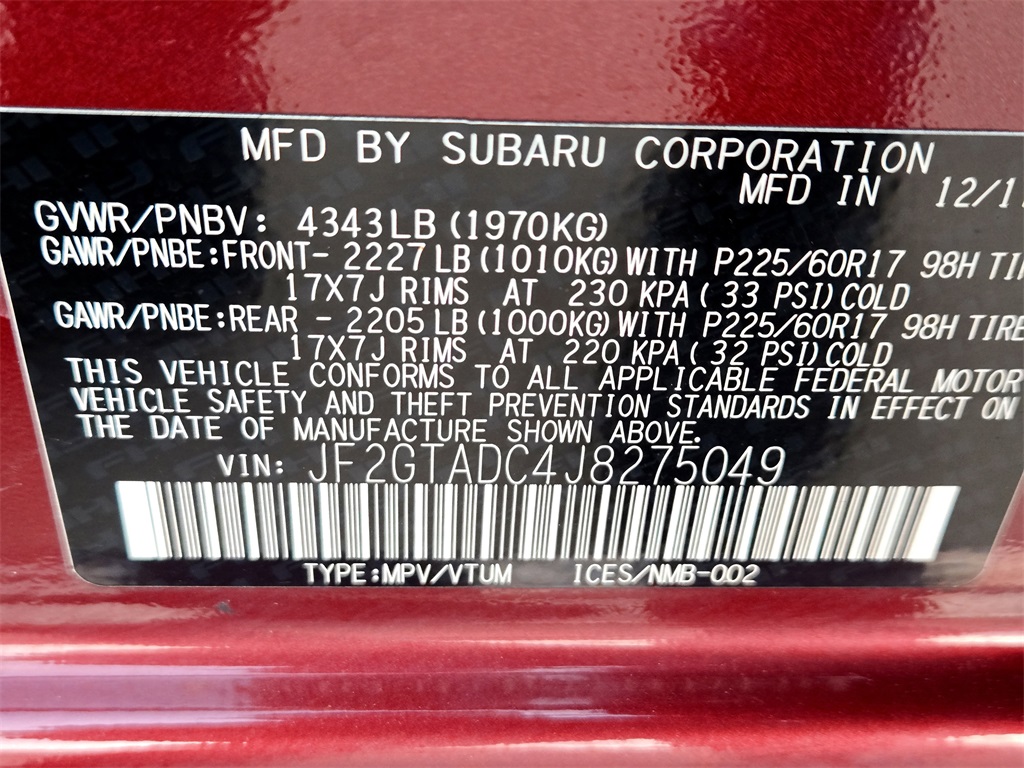 MFD BY SUBARU CORPORATION
MFD IN 12/1
GVWR/PNBV: 4343LB (1970KG)
GAWR/PNBE:FRONT- 2227LB(1010KG)WITH P225/60R17 98H TIR
17X7J RIMS AT 230 KPA( 33 PSI)COLD
GAWR/PNBE:REAR - 2205LB(1000KG)WITH P225/60R17 98H TIRE
17X7J RIMS AT 220 KPA( 32 PSI)COLD
THIS VEHICLE CONFORMS TO ALL APPLICABLE FEDERAL MOTOR
VEHICLE SAFETY AND THEFT PREVENTION STANDARDS IN EFFECT ON
THE DATE OF MANUFACTURE SHOWN ABOVE.
VIN: JF2GTADC4J8275049
TYPE:MPV/VTUM ICES/NMB-002